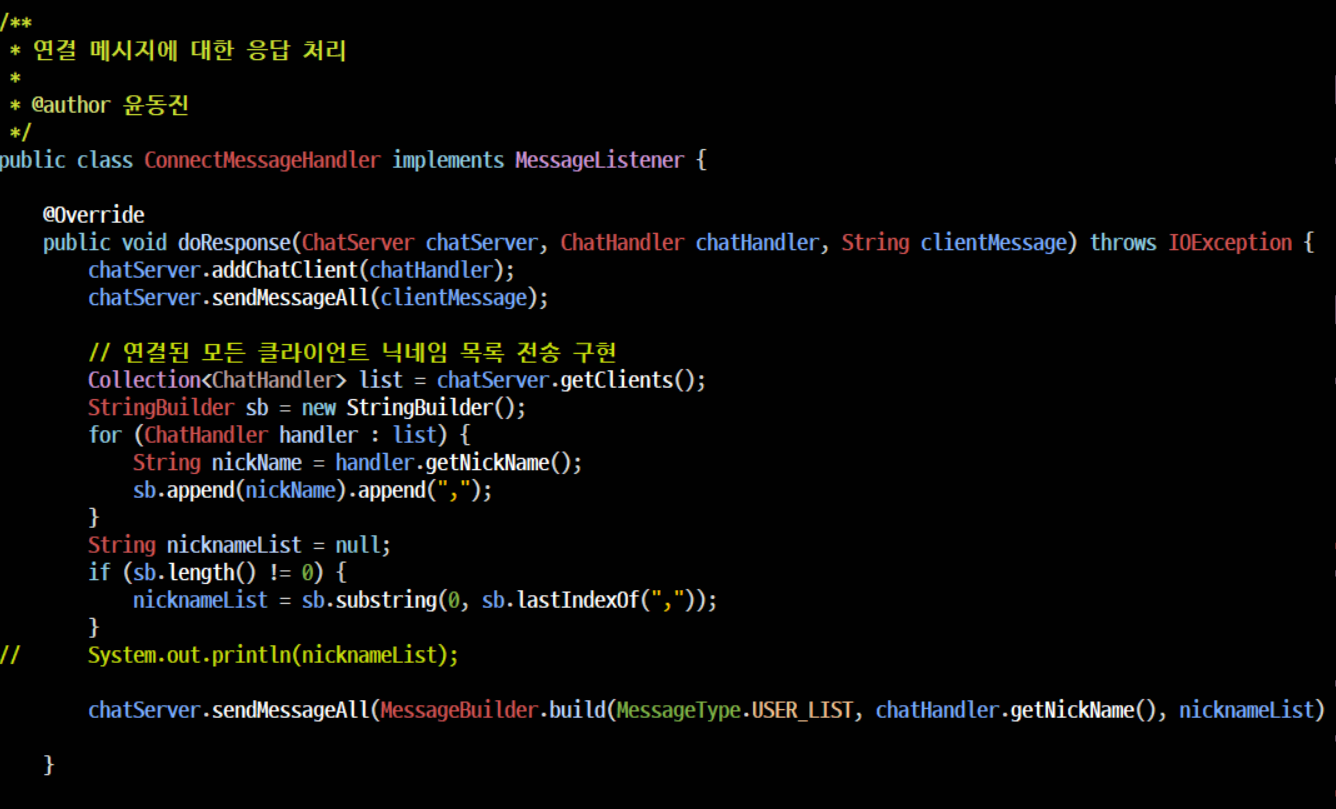 /**
 * 연결 메시지에 대한 응답 처리
 *
 * @author 윤동진
 */
public class ConnectMessageHandler implements MessageListener {
    @Override
    public void doResponse(ChatServer chatServer, ChatHandler chatHandler, String clientMessage) throws IOException {
        chatServer.addChatClient(chatHandler);
        chatServer.sendMessageAll(clientMessage);
        // 연결된 모든 클라이언트 닉네임 목록 전송 구현
        Collection<ChatHandler> list = chatServer.getClients();
        StringBuilder sb = new StringBuilder();
        for (ChatHandler handler : list) {
            String nickName = handler.getNickName();
            sb.append(nickName).append(",");
        }
        String nicknameList = null;
        if (sb.length() != 0) {
            nicknameList = sb.substring(0, sb.lastIndexOf(","));
        }
//      System.out.println(nicknameList);
        chatServer.sendMessageAll(MessageBuilder.build(MessageType.USER_LIST, chatHandler.getNickName(), nicknameList)
    }